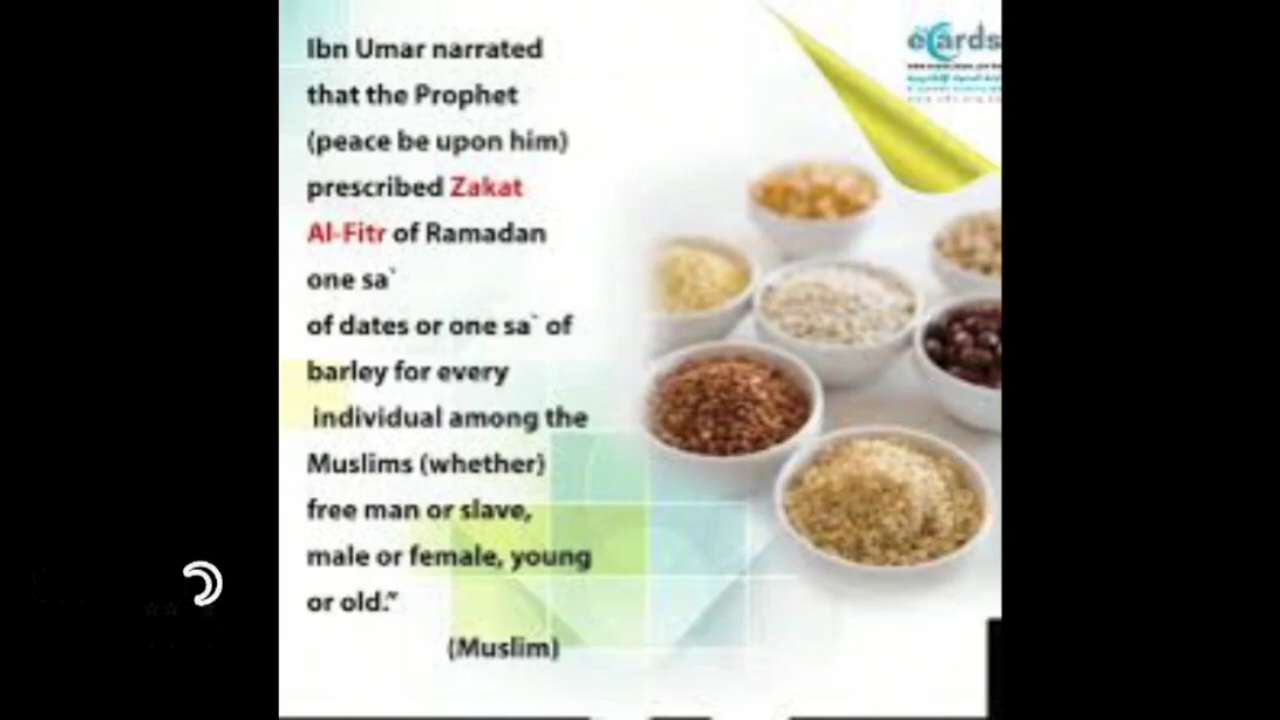 Ibn Umar narrated
that the Prophet
(peace be upon him)
prescribed Zakat
Al-Fitr of Ramadan
one sa`
of dates or one sa` of
barley for every
individual among the
Muslims (whether)
free man or slave,
male or female, young
or old.”
(Muslim)
eCards